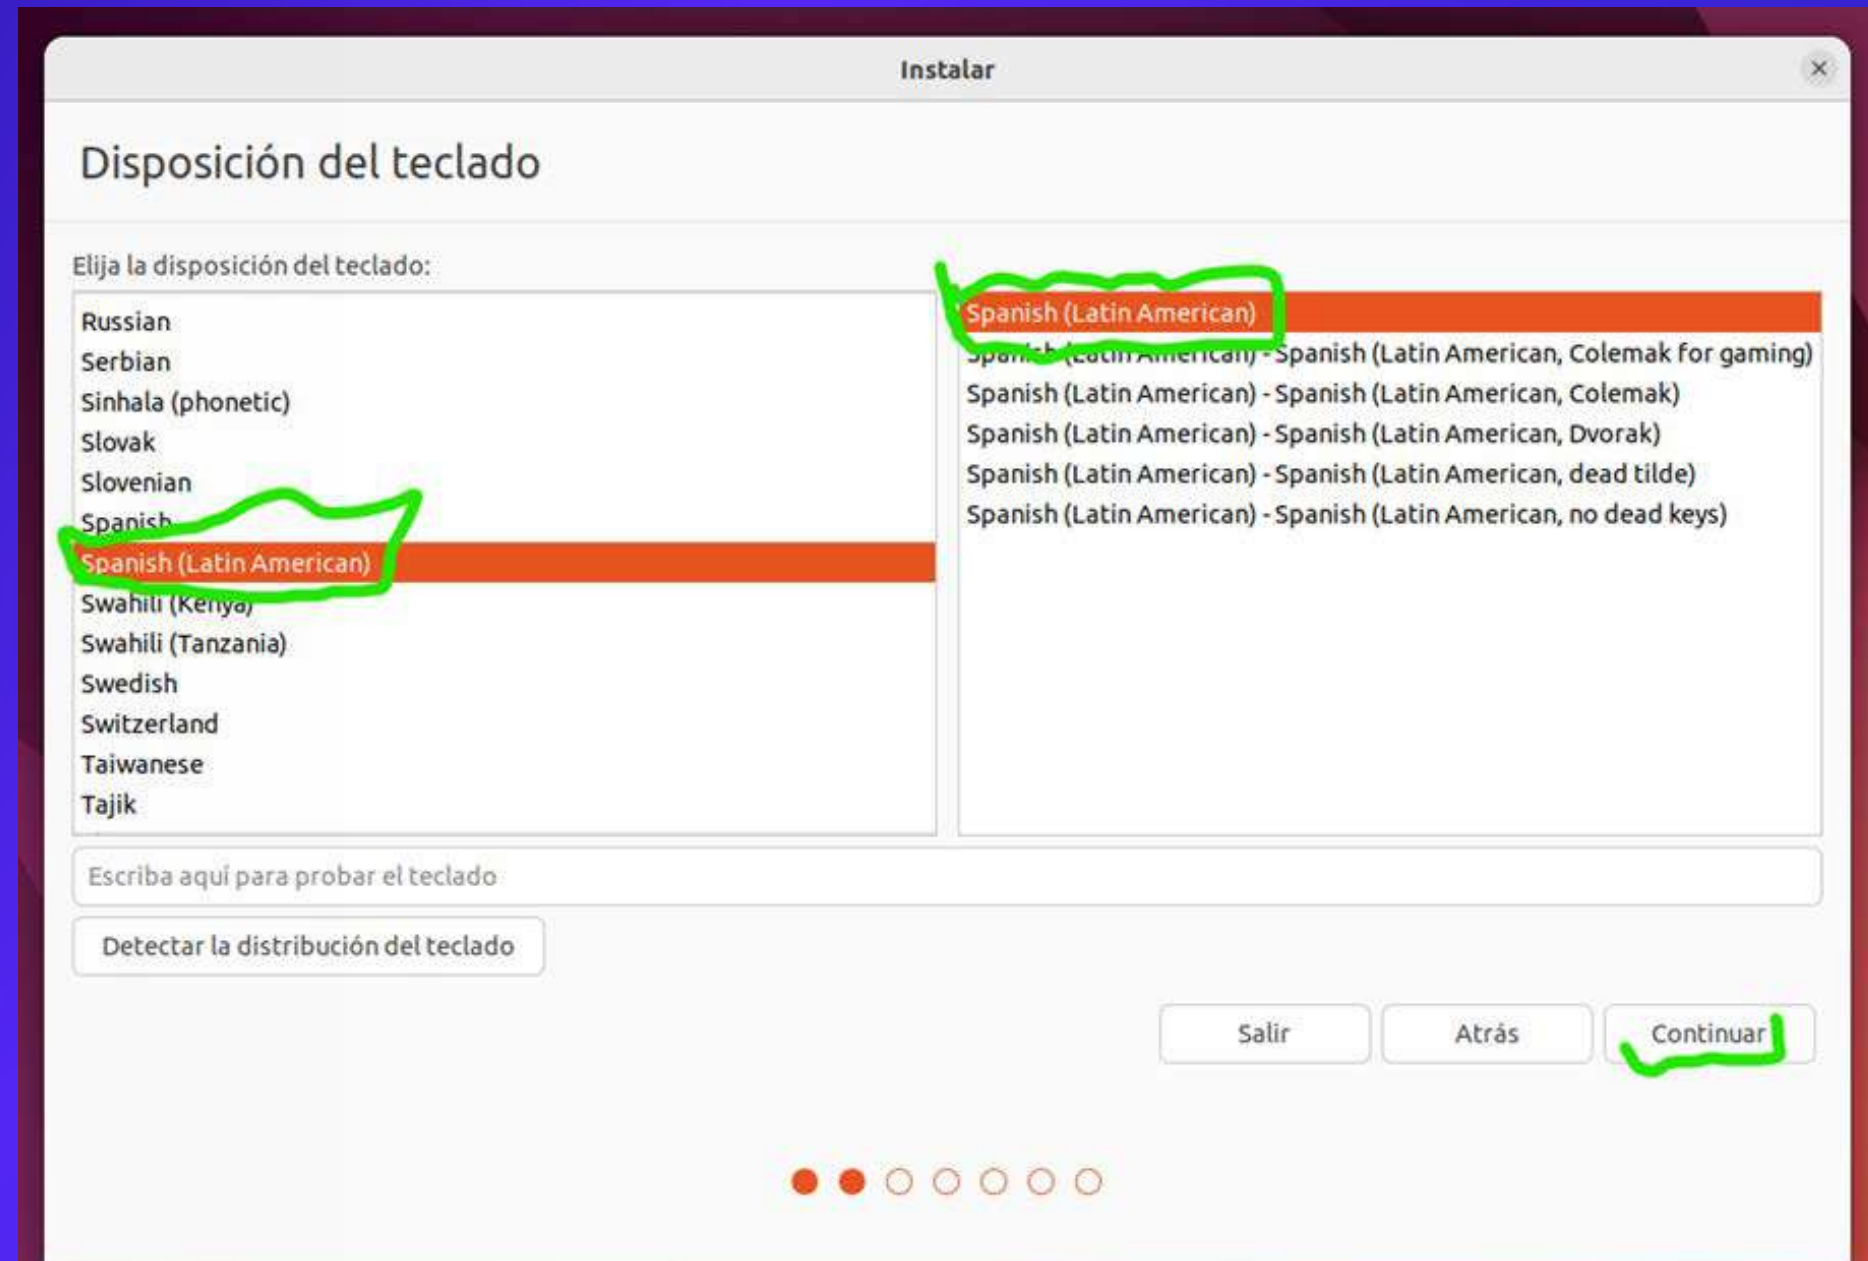 Instalar
Disposición del teclado
Elija la disposición del teclado:
Russian
Serbian
Sinhala (phonetic)
Slovak
Slovenian
Spanish
Spanish (Latin American)
Swahili (Kenya)
Swahili (Tanzania)
Swedish
Switzerland
Taiwanese
Tajik
Spanish (Latin American)
Spanish (Latin American) - Spanish (Latin American, Colemak for gaming)
Spanish (Latin American) - Spanish (Latin American, Colemak)
Spanish (Latin American) - Spanish (Latin American, Dvorak)
Spanish (Latin American) - Spanish (Latin American, dead tilde)
Spanish (Latin American) - Spanish (Latin American, no dead keys)
Escriba aquí para probar el teclado
Detectar la distribución del teclado
Salir
Atrás
Continuar